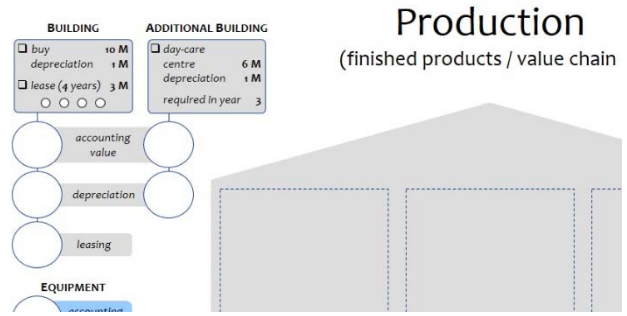 BUILDING
❑ buy 10 M
depreciation 1 M
❑ lease (4 years) 3 M
ADDITIONAL BUILDING
❑ day-care
centre 6 M
depreciation 1 M
required in year 3
accounting
value
depreciation
leasing
EQUIPMENT
accounting
Production
(finished products / value chain